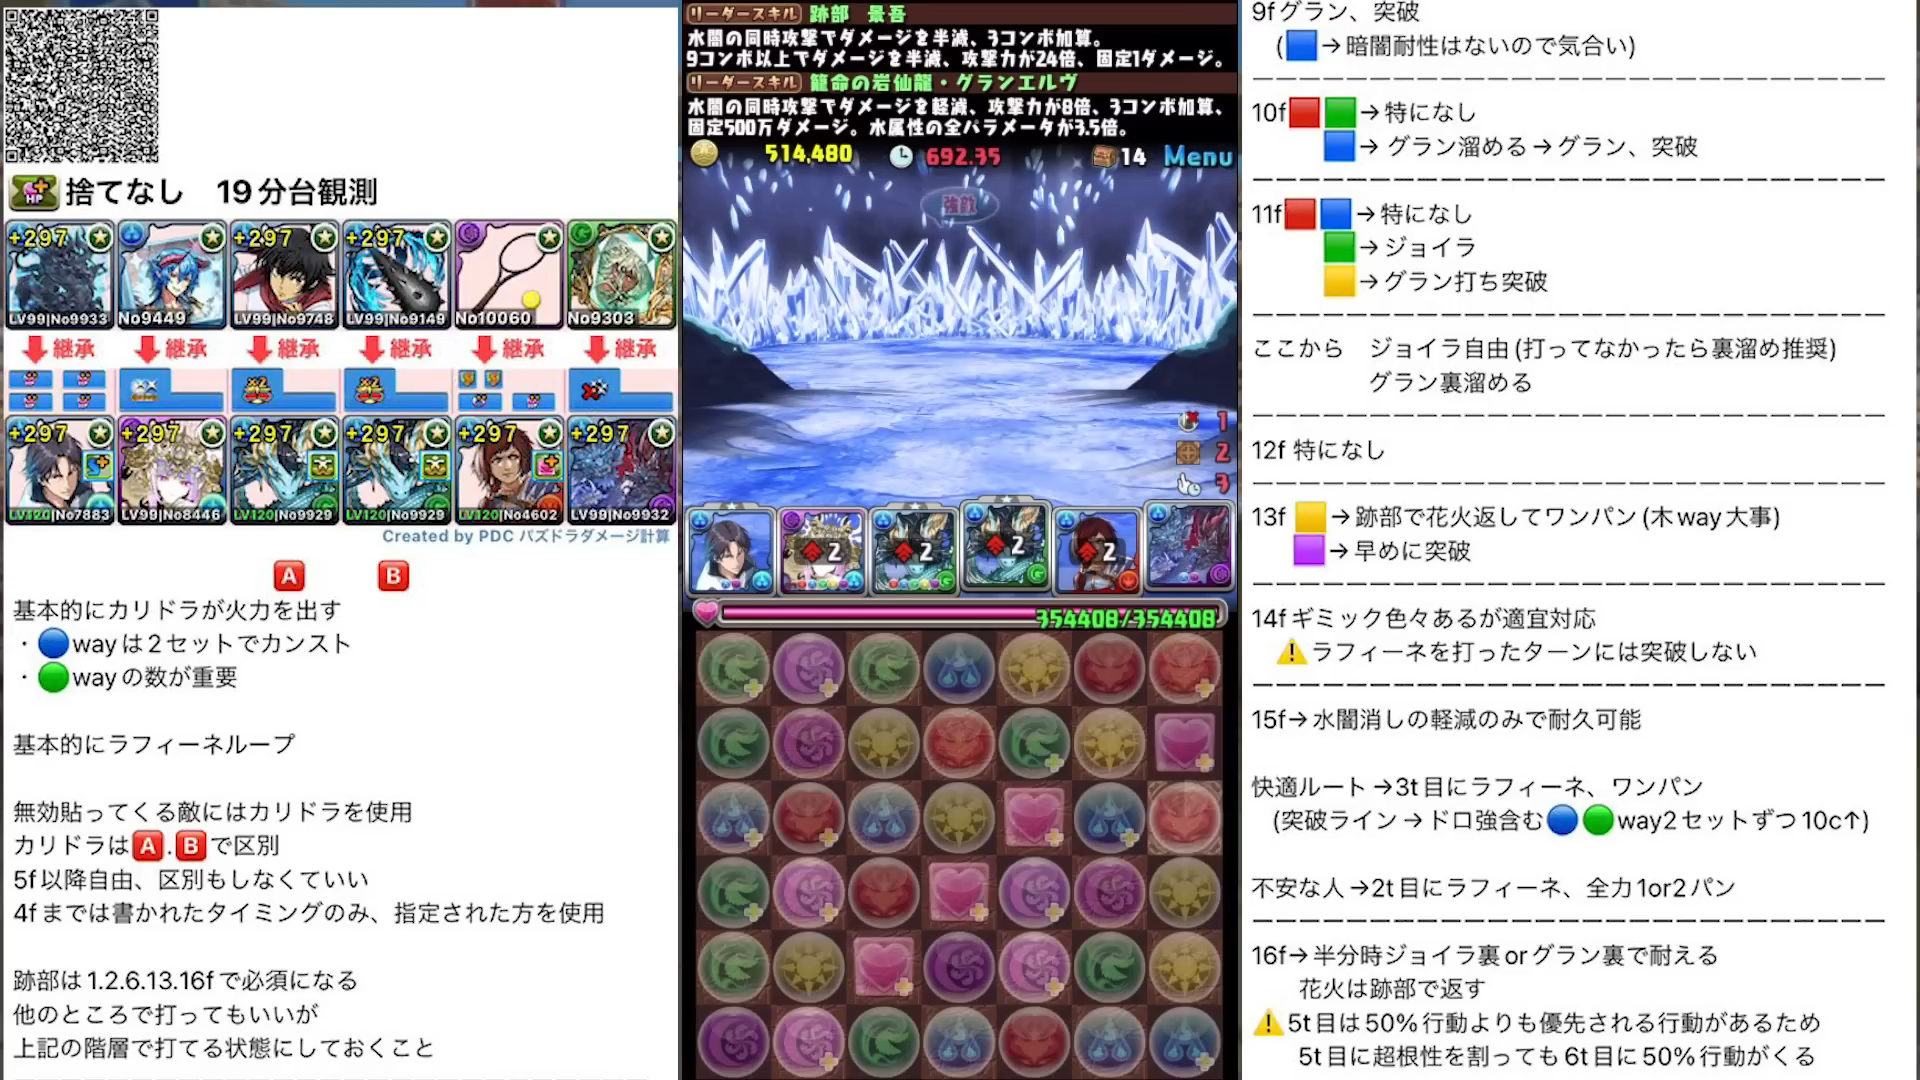 捨てなし　19分台観測
+297
+297
+297
LV99|No9933
No9449
LV99|No9748
LV99|No9149
No10060
No9303
継承
継承
継承
継承
継承
継承
+297
+297
+297
+297
+297
+297
LV120|No7883
LV99|No8446
LV120|No9929
LV120|No9929
LV120|No4602
LV99|No9932
Created by PDC パズドラダメージ計算
A
B
基本的にカリドラが火力を出す
・wayは2セットでカンスト
・wayの数が重要
基本的にラフィーネループ
無効貼ってくる敵にはカリドラを使用
カリドラはA.Bで区別
5f以降自由、区別もしなくていい
4fまでは書かれたタイミングのみ、指定された方を使用
跡部は1.2.6.13.16fで必須になる
他のところで打ってもいいが
上記の階層で打てる状態にしておくこと
リーダースキル 跡部　景吾
水闇の同時攻撃でダメージを半減、3コンボ加算。
9コンボ以上でダメージを半減、攻撃力が24倍、固定1ダメージ。
リーダースキル 龍命の岩仙龍・グランエルヴ
水闇の同時攻撃でダメージを軽減、攻撃力が8倍、3コンボ加算、
固定500万ダメージ。水属性の全パラメータが3.5倍。
514,480
692.35
14
Menu
1
2
3
2
2
2
2
354408/354408
9fグラン、突破
(→暗闇耐性はないので気合い)
10f→特になし
→グラン溜める→グラン、突破
11f→特になし
→ジョイラ
→グラン打ち突破
ここから　ジョイラ自由(打ってなかったら裏溜め推奨)
グラン裏溜める
12f 特になし
13f→跡部で花火返してワンパン(木way大事)
→早めに突破
14fギミック色々あるが適宜対応
ラフィーネを打ったターンには突破しない
15f→水闇消しの軽減のみで耐久可能
快適ルート→3t目にラフィーネ、ワンパン
(突破ライン→ドロ強含むway2セットずつ10c↑)
不安な人→2t目にラフィーネ、全力1or2パン
16f→半分時ジョイラ裏orグラン裏で耐える
花火は跡部で返す
5t目は50%行動よりも優先される行動があるため
5t目に超根性を割っても6t目に50%行動がくる